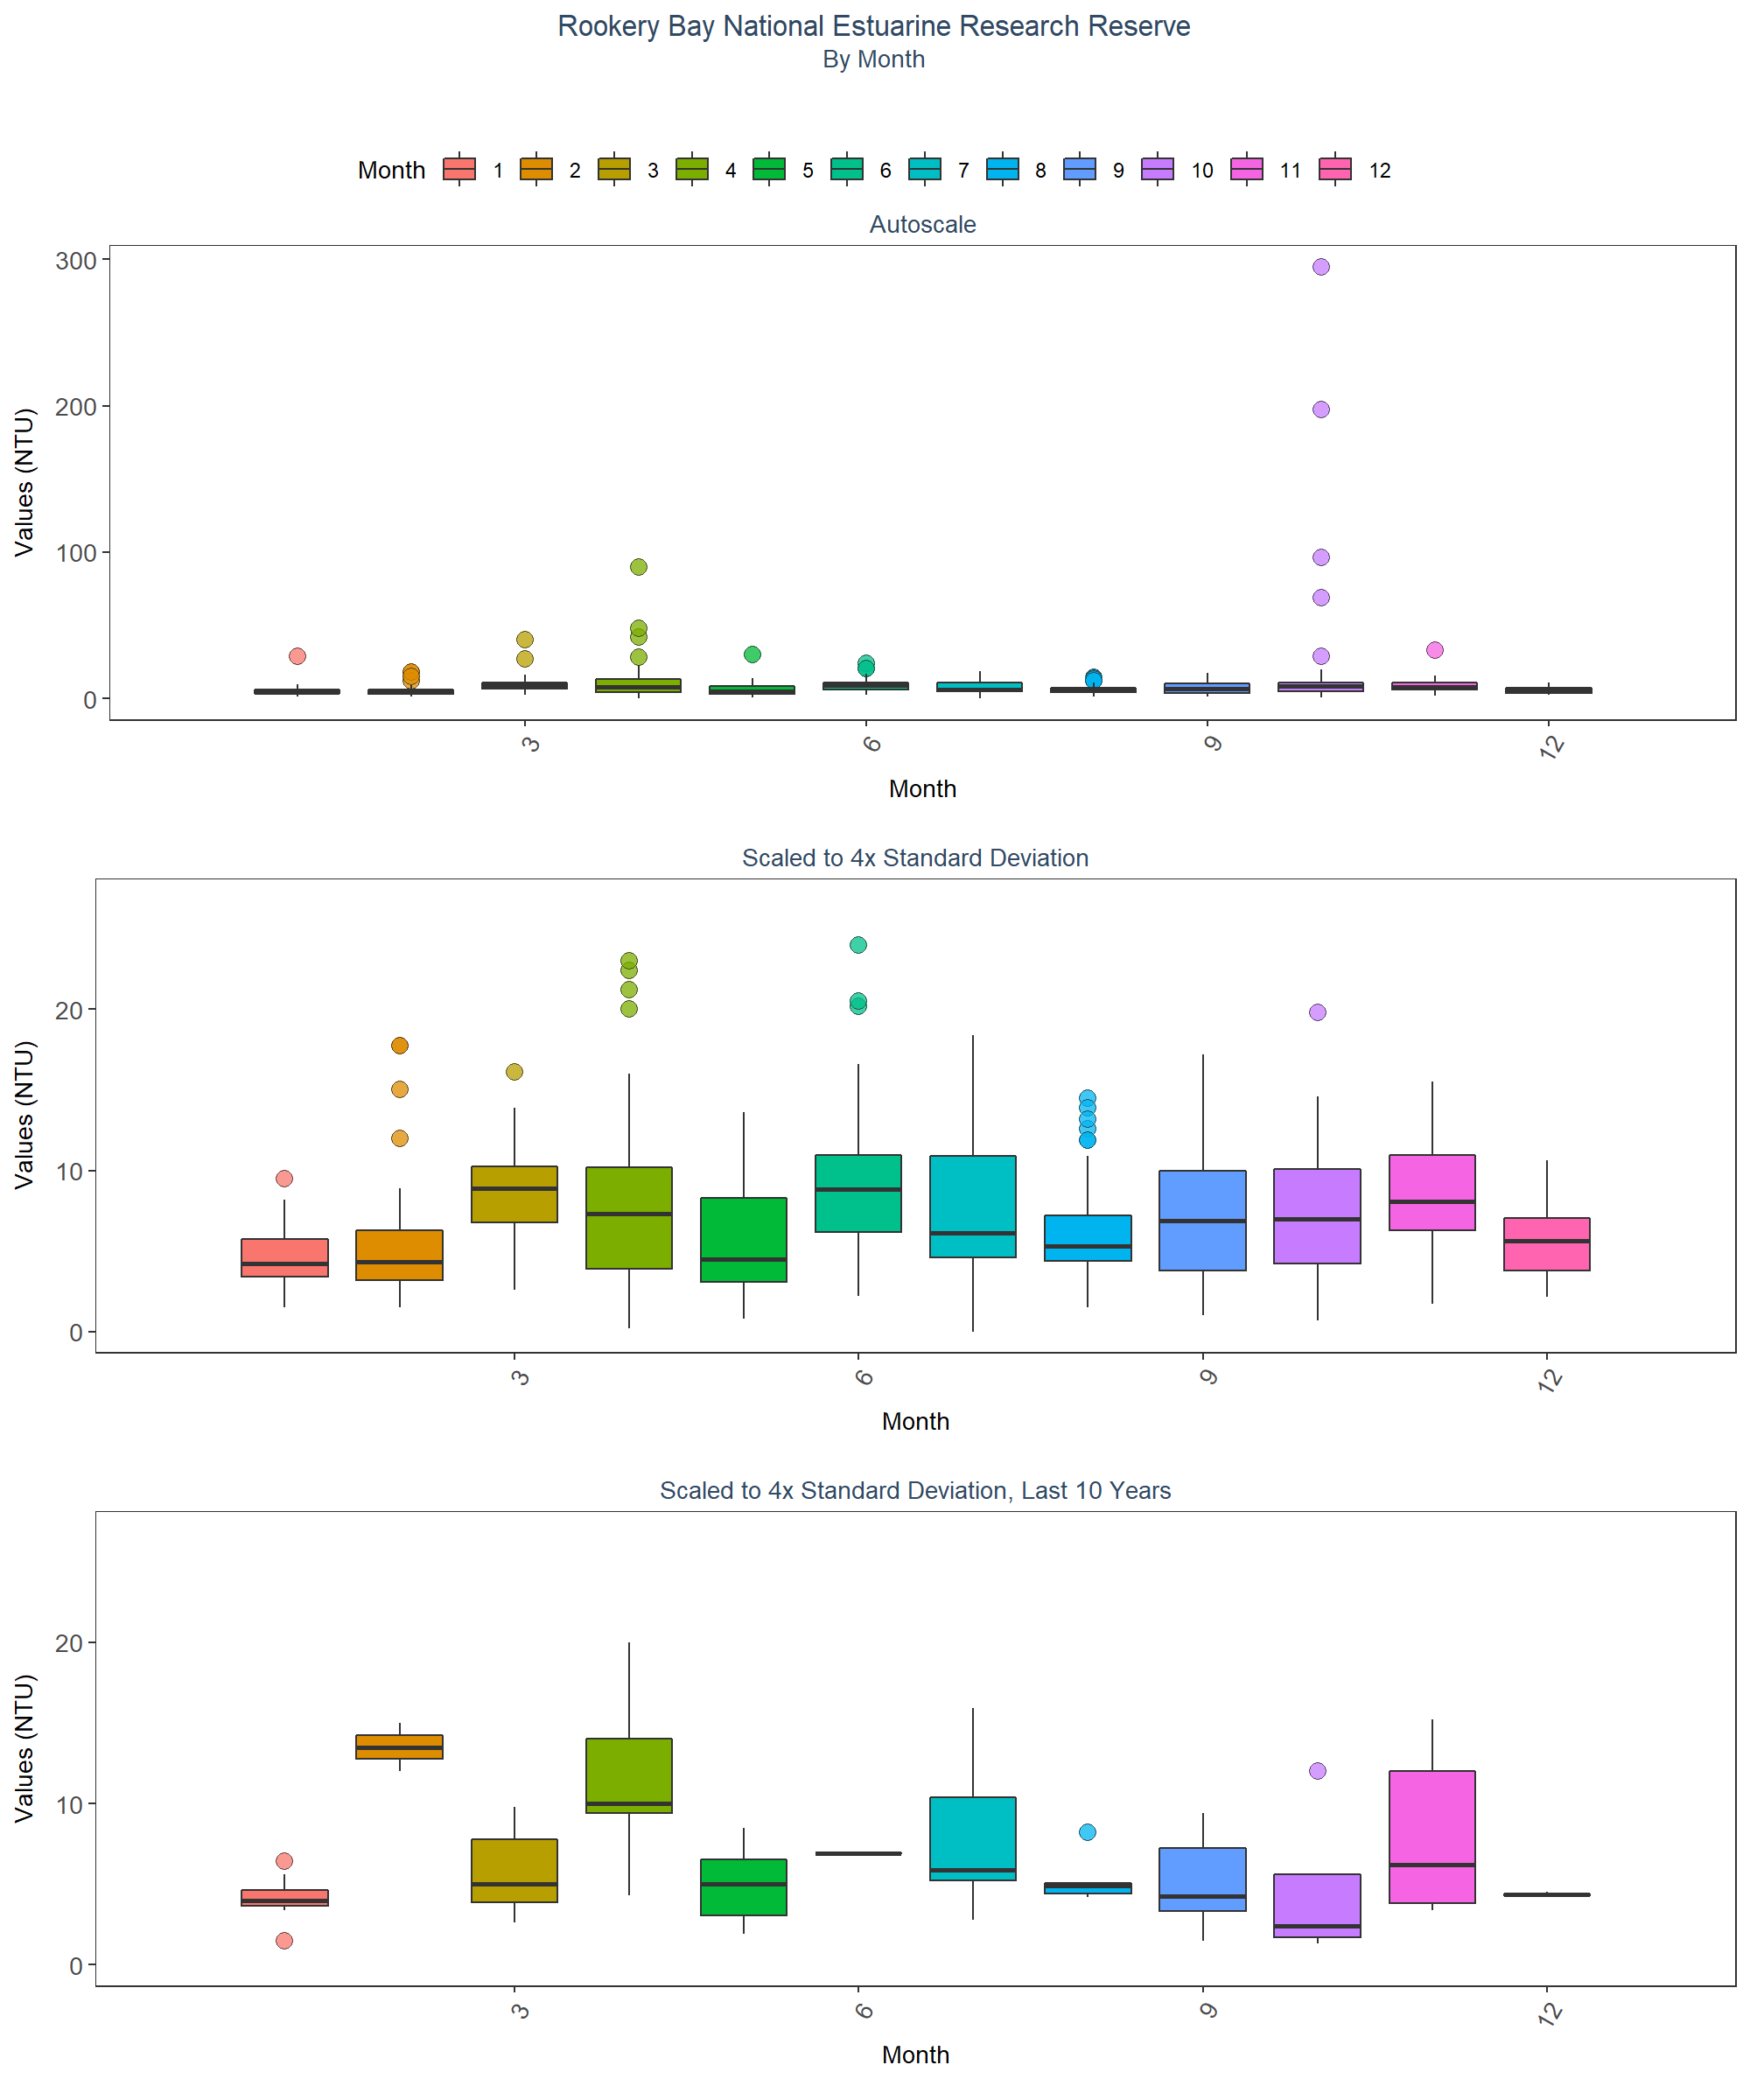 Rookery Bay National Estuarine Research Reserve
By Month
Month 1 2 3 4 5 6 7 8 9 10 11 12
Autoscale
Values (NTU)
300
200
100
0
3 6 9 12
Month
Scaled to 4x Standard Deviation
Values (NTU)
20
10
0
3 6 9 12
Month
Scaled to 4x Standard Deviation, Last 10 Years
Values (NTU)
20
10
0
3 6 9 12
Month